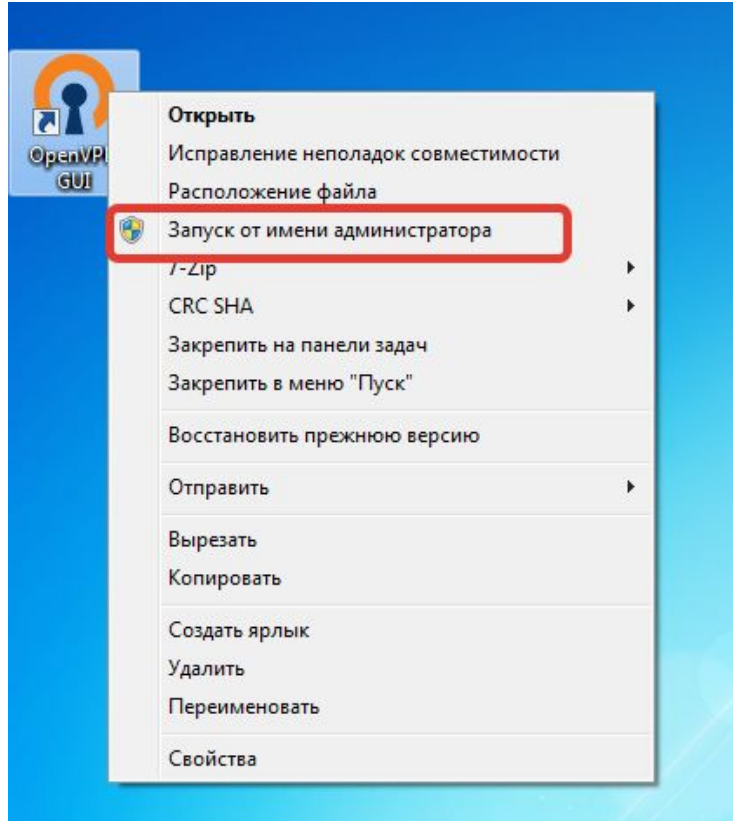 OpenVP
GUI
Открыть
Исправление неполадок совместимости
Расположение файла
Запуск от имени администратора
7-Zip
CRC SHA
Закрепить на панели задач
Закрепить в меню "Пуск"
Восстановить прежнюю версию
Отправить
Вырезать
Копировать
Создать ярлык
Удалить
Переименовать
Свойства